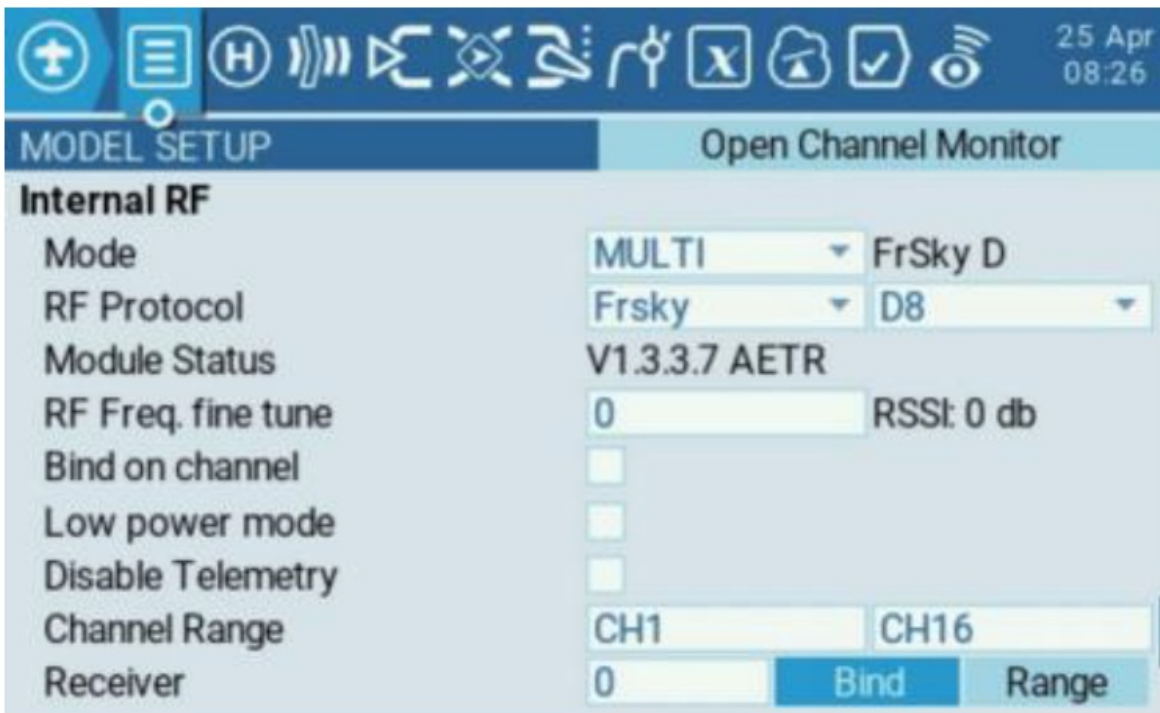 25 Apr
08:26
MODEL SETUP Open Channel Monitor
Internal RF
Mode MULTI FrSky D
RF Protocol Frsky D8
Module Status V1.3.3.7 AETR
RF Freq. fine tune 0 RSSI: 0 db
Bind on channel
Low power mode
Disable Telemetry
Channel Range CH1 CH16
Receiver 0 Bind Range